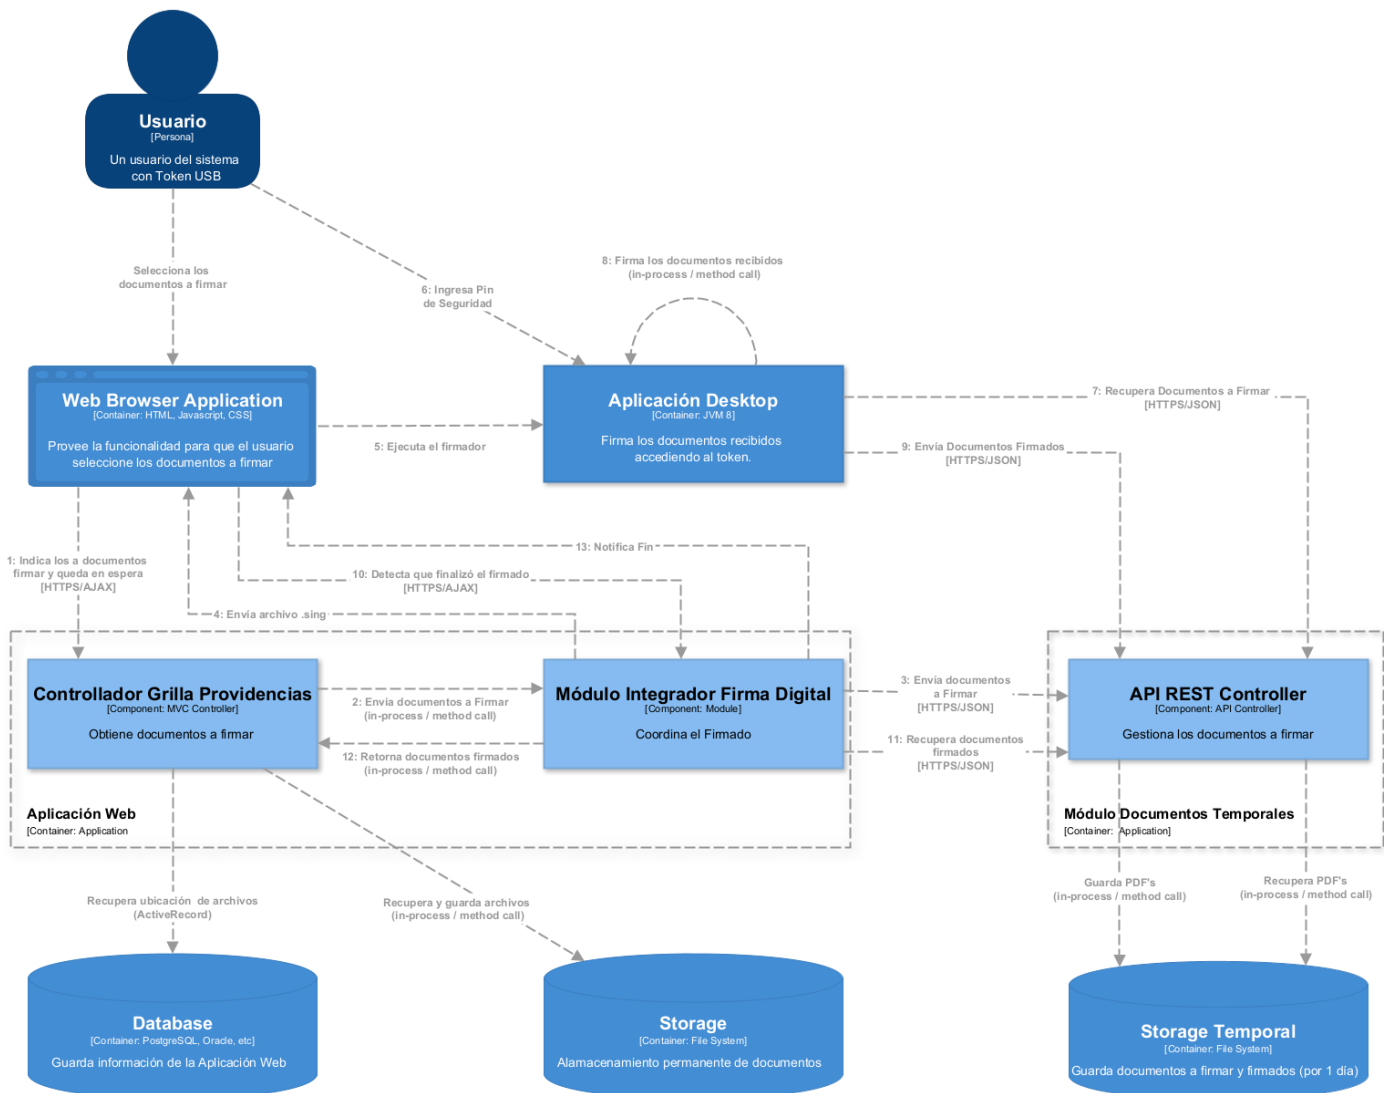 Usuario
[Persona]
Un usuario del sistema
con Token USB
Selecciona los
documentos a firmar
6: Ingresa Pin
de Seguridad
8: Firma los documentos recibidos
(in-process / method call)
Web Browser Application
[Container: HTML, Javascript, CSS]
Provee la funcionalidad para que el usuario
seleccione los documentos a firmar
5: Ejecuta el firmador
Aplicación Desktop
[Container: JVM 8]
Firma los documentos recibidos
accediendo al token.
7: Recupera Documentos a Firmar
[HTTPS/JSON]
9: Envía Documentos Firmados
[HTTPS/JSON]
1: Indica los a documentos
firmar y queda en espera
[HTTPS/AJAX]
13: Notifica Fin
10: Detecta que finalizó el firmado
[HTTPS/AJAX]
4: Envía archivo .sing
Controllador Grilla Providencias
[Component: MVC Controller]
Obtiene documentos a firmar
2: Envia documentos a Firmar
(in-process / method call)
12: Retorna documentos firmados
(in-process / method call)
Módulo Integrador Firma Digital
[Component: Module]
Coordina el Firmado
3: Envia documentos
a Firmar
[HTTPS/JSON]
11: Recupera documentos
firmados
[HTTPS/JSON]
API REST Controller
[Component: API Controller]
Gestiona los documentos a firmar
Aplicación Web
[Container: Application
Módulo Documentos Temporales
[Container: Application]
Recupera ubicación de archivos
(ActiveRecord)
Recupera y guarda archivos
(in-process / method call)
Guarda PDF's
(in-process / method call)
Recupera PDF's
(in-process / method call)
Database
[Container: PostgreSQL, Oracle, etc]
Guarda información de la Aplicación Web
Storage
[Container: File System]
Alamacenamiento permanente de documentos
Storage Temporal
[Container: File System]
Guarda documentos a firmar y firmados (por 1 día)